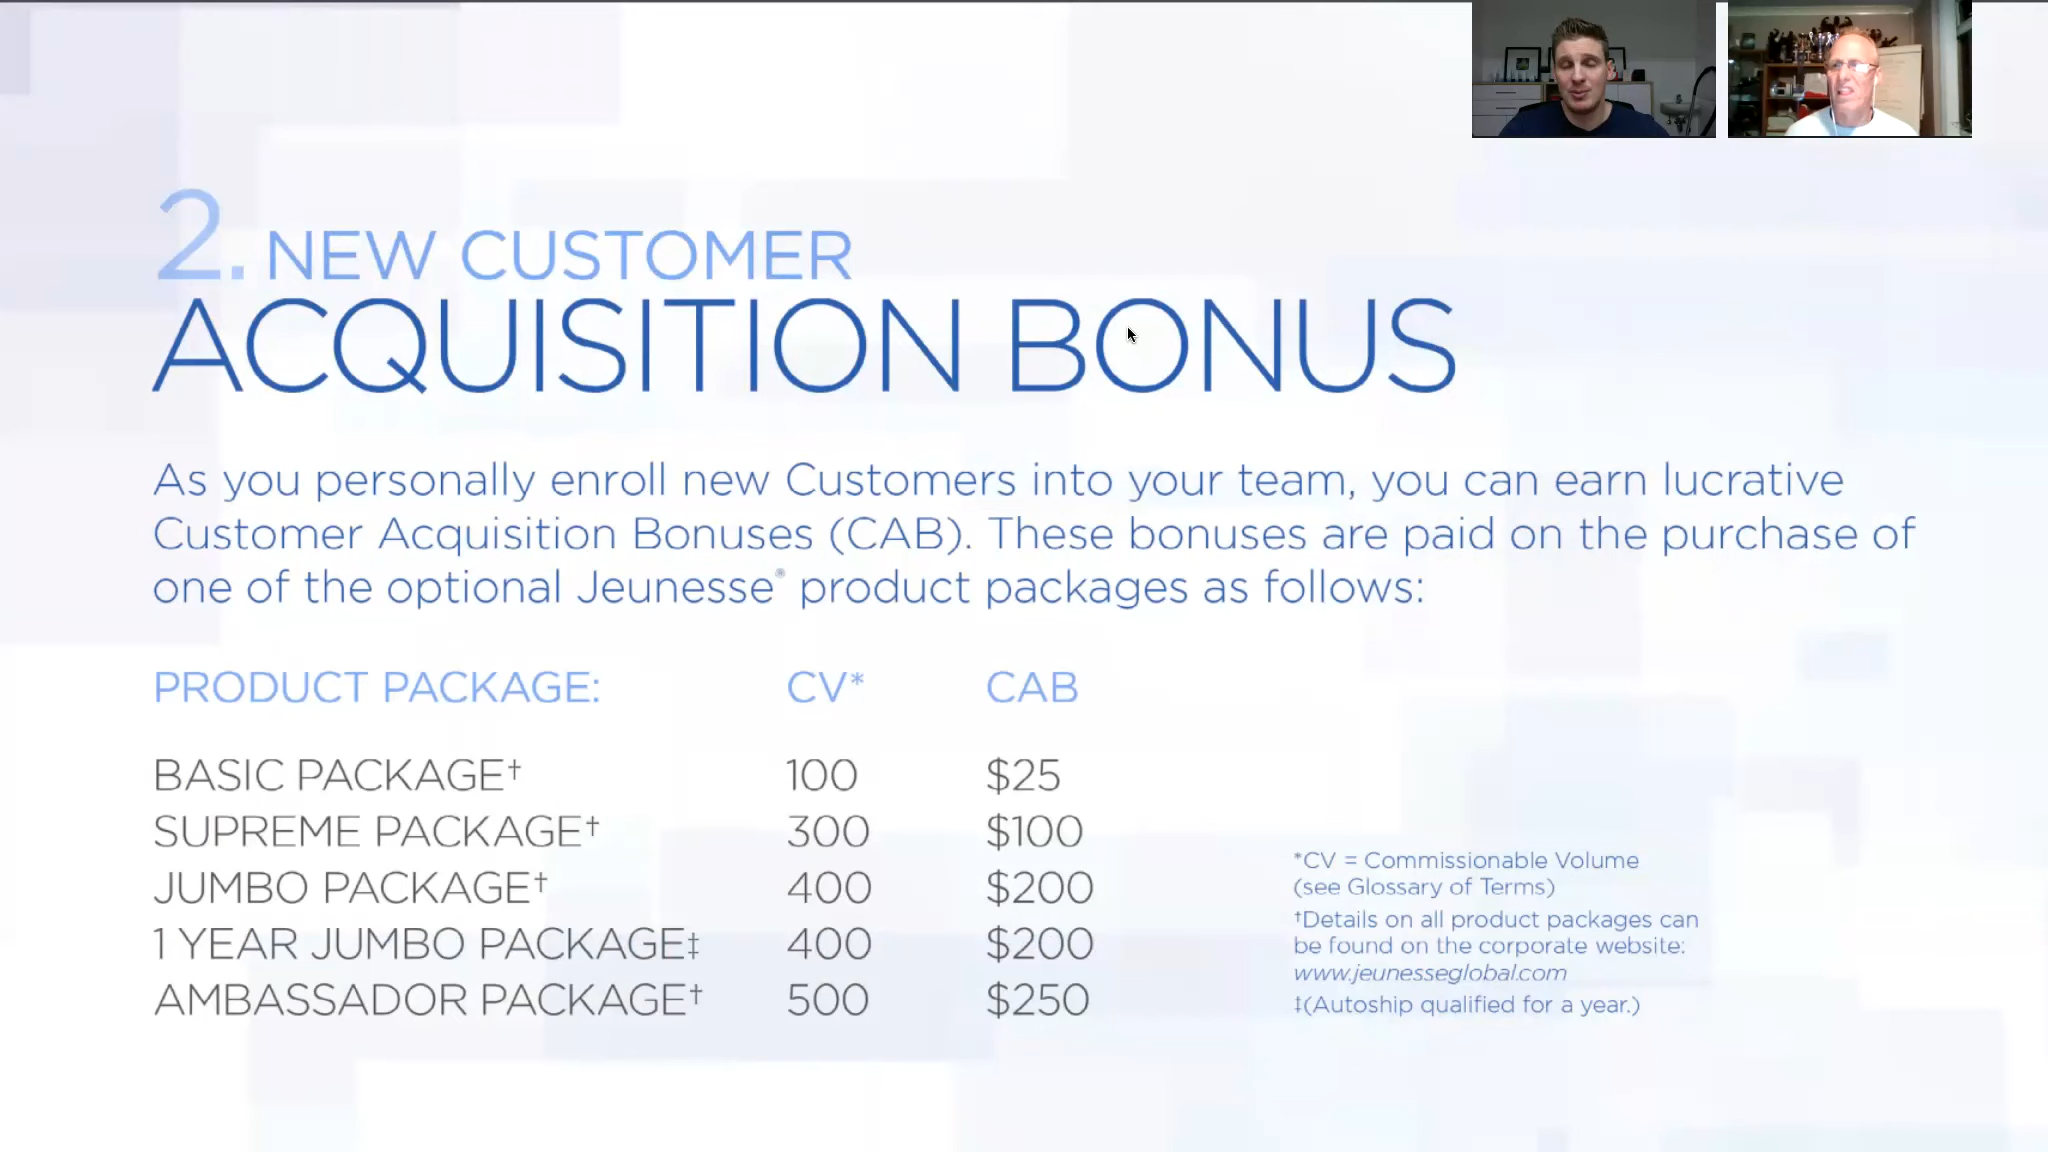 2. NEW CUSTOMER
ACQUISITION BONUS
As you personally enroll new Customers into your team, you can earn lucrative
Customer Acquisition Bonuses (CAB). These bonuses are paid on the purchase of
one of the optional Jeunesse® product packages as follows:
PRODUCT PACKAGE: CV* CAB
BASIC PACKAGE† 100 $25
SUPREME PACKAGE† 300 $100
JUMBO PACKAGE† 400 $200
1 YEAR JUMBO PACKAGE‡ 400 $200
AMBASSADOR PACKAGE† 500 $250
*CV = Commissionable Volume
(see Glossary of Terms)
†Details on all product packages can
be found on the corporate website:
www.jeunesseglobal.com
‡(Autoship qualified for a year.)